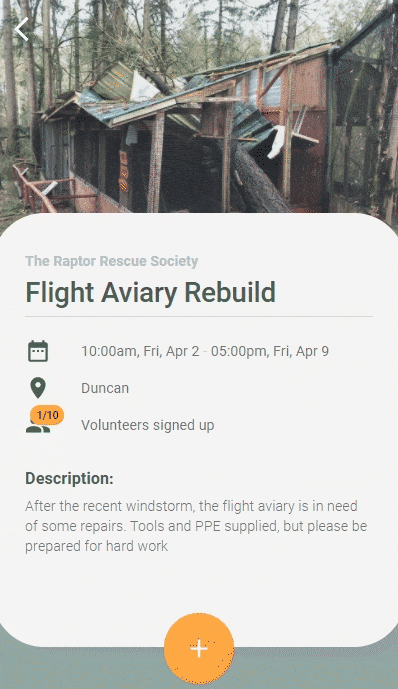 The Raptor Rescue Society
Flight Aviary Rebuild
10:00am, Fri, Apr 2 - 05:00pm, Fri, Apr 9
Duncan
1/10
Volunteers signed up
Description:
After the recent windstorm, the flight aviary is in need
of some repairs. Tools and PPE supplied, but please be
prepared for hard work